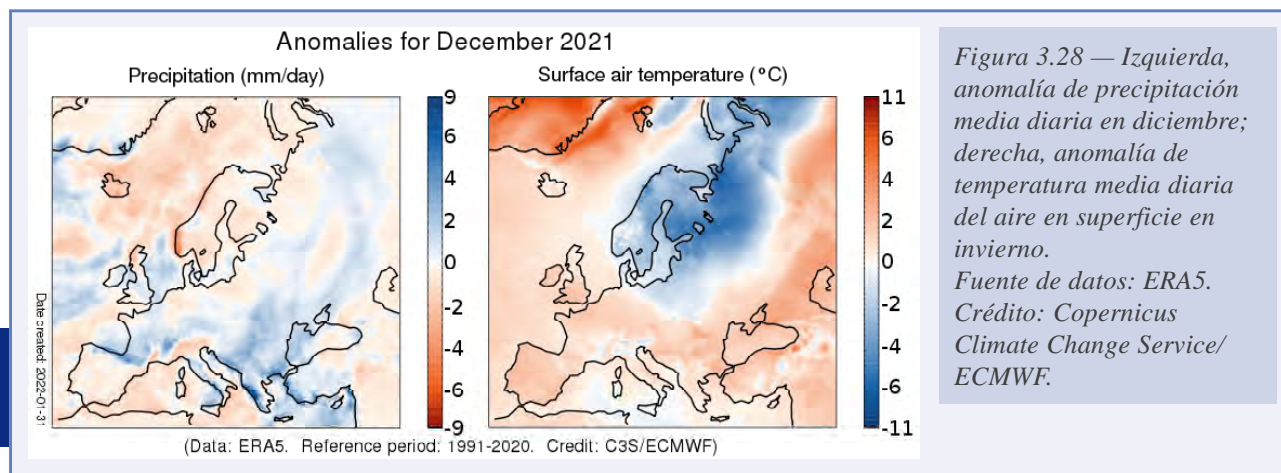 Anomalies for December 2021
Precipitation (mm/day)
9
6
4
2
0
-2
-4
-6
-9
Surface air temperature (°C)
11
6
4
2
0
-2
-4
-6
-11
Date created: 2022-01-31
(Data: ERA5. Reference period: 1991-2020. Credit: C3S/ECMWF)
Figura 3.28 — Izquierda,
anomalía de precipitación
media diaria en diciembre;
derecha, anomalía de
temperatura media diaria
del aire en superficie en
invierno.
Fuente de datos: ERA5.
Crédito: Copernicus
Climate Change Service/
ECMWF.